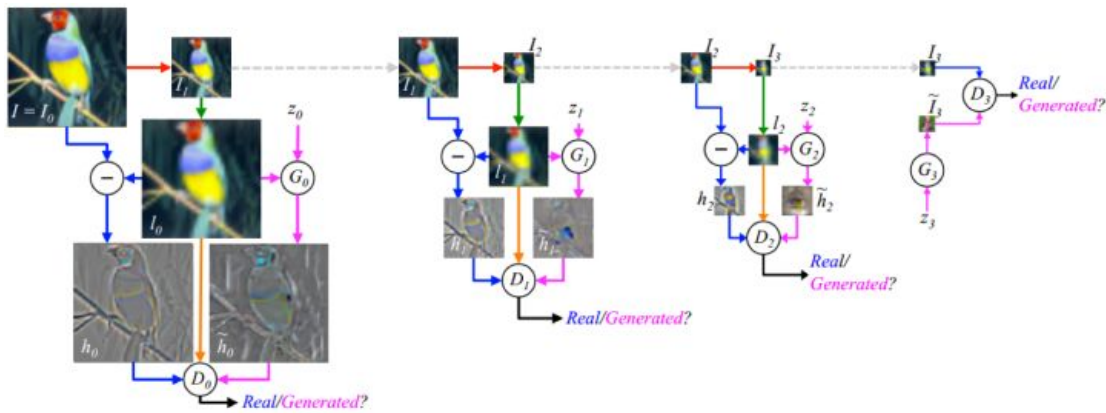 I = I₀
I₁
z₀
−
G₀
l₀
h₀
h̃₀
D₀
Real/Generated?
I₁
I₂
z₁
−
G₁
l₁
h₁
h̃₁
D₁
Real/Generated?
I₂
I₃
z₂
−
l₂
G₂
h₂
h̃₂
D₂
Real/
Generated?
I₃
Ĩ₃
D₃
Real/
Generated?
G₃
z₃